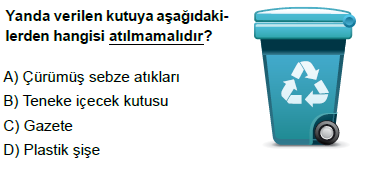 Yanda verilen kutuya aşağıdaki-
lerden hangisi atılmamalıdır?
A) Çürümüş sebze atıkları
B) Teneke içecek kutusu
C) Gazete
D) Plastik şişe